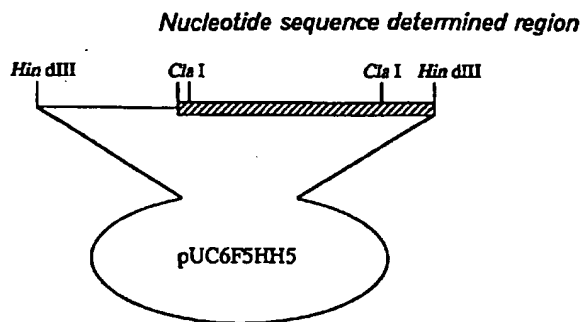 Nucleotide sequence determined region
Hin dIII Cla I Cla I Hin dIII
pUC6F5HH5